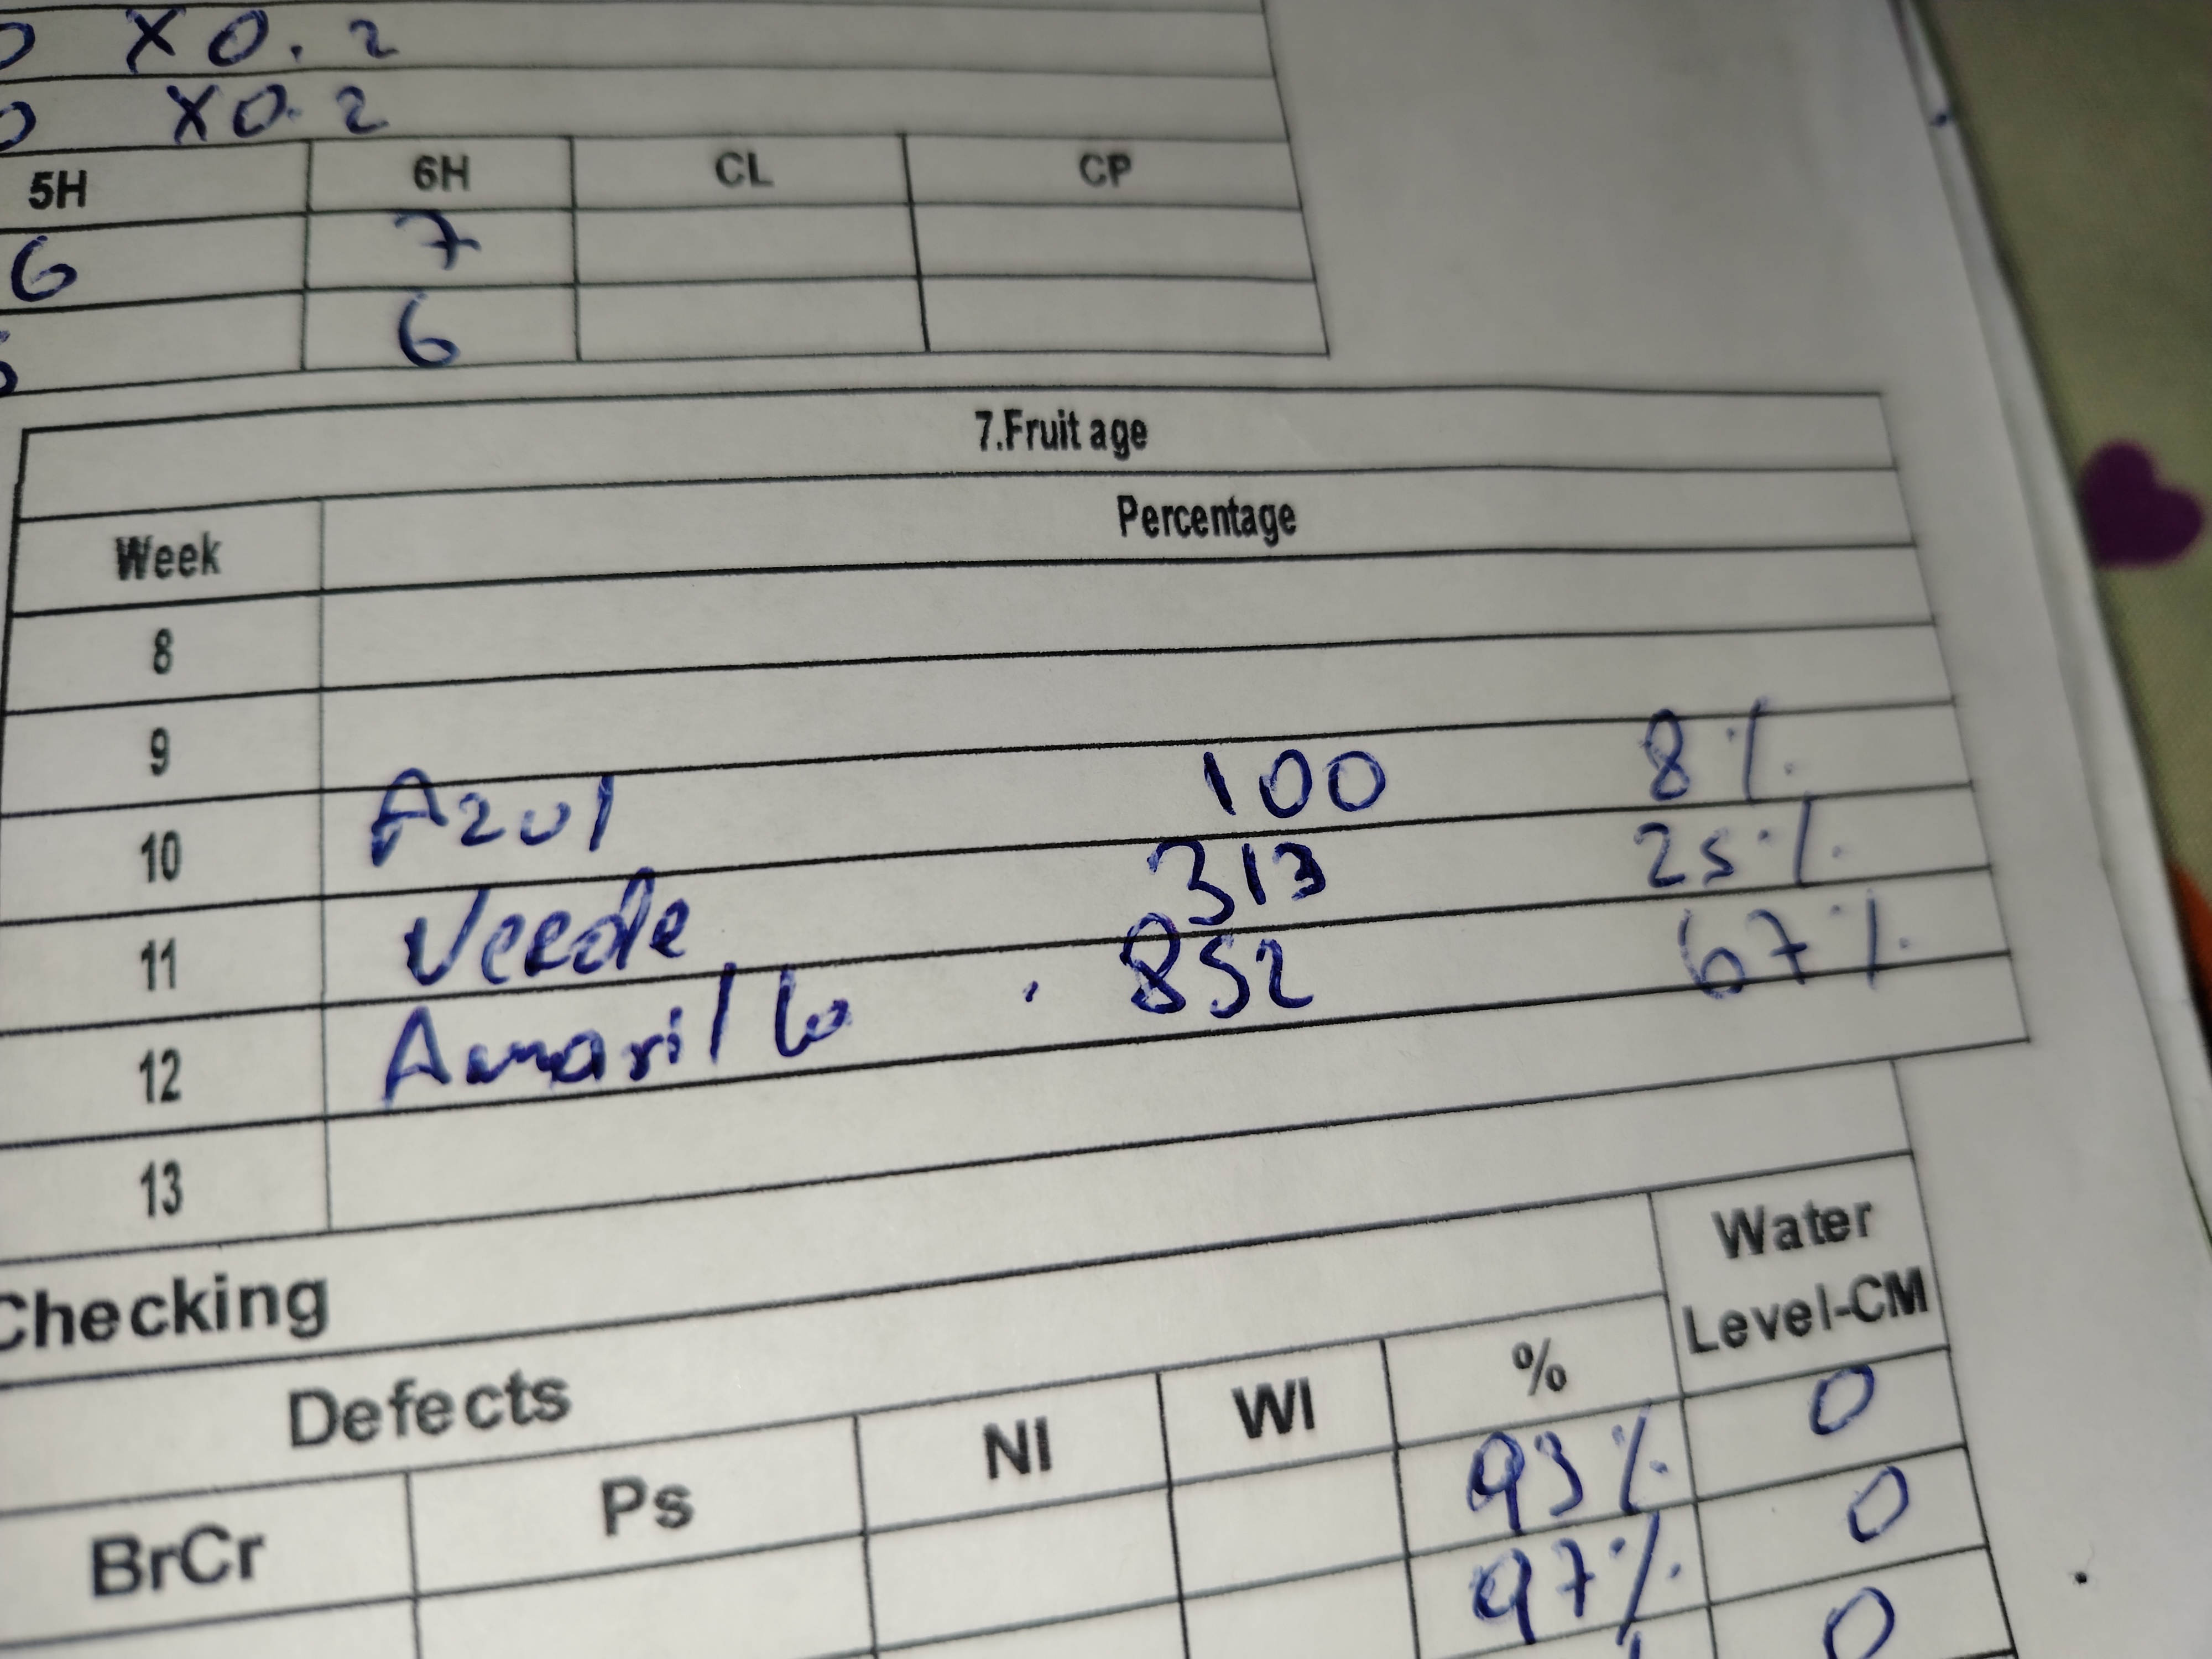 X 0.2
X 0.2
5H 6H CL CP
6 7
6
7.Fruit age
Week Percentage
8
9
10 Azul 100 8%
11 Verde 313 25%
12 Amarillo 852 67%
13
Checking
Defects % Water Level-CM
BrCr Ps NI WI 93% 0
97% 0
0